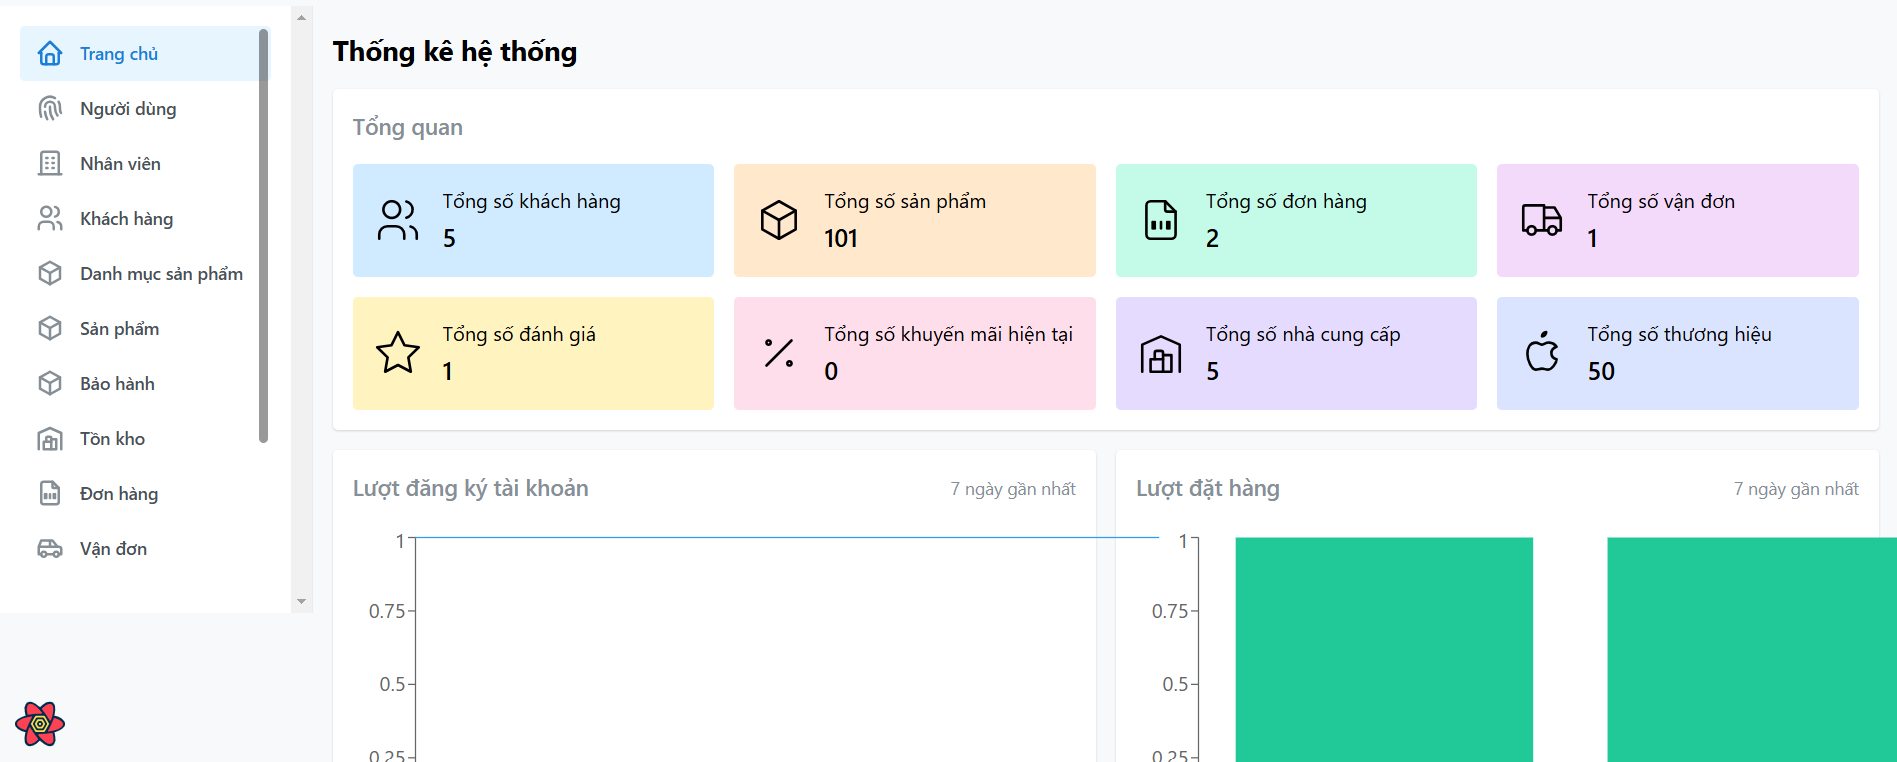 Trang chủ
Người dùng
Nhân viên
Khách hàng
Danh mục sản phẩm
Sản phẩm
Bảo hành
Tồn kho
Đơn hàng
Vận đơn
Thống kê hệ thống
Tổng quan
Tổng số khách hàng
5
Tổng số sản phẩm
101
Tổng số đơn hàng
2
Tổng số vận đơn
1
Tổng số đánh giá
1
Tổng số khuyến mãi hiện tại
0
Tổng số nhà cung cấp
5
Tổng số thương hiệu
50
Lượt đăng ký tài khoản
7 ngày gần nhất
1
0.75
0.5
0.25
Lượt đặt hàng
7 ngày gần nhất
1
0.75
0.5
0.25